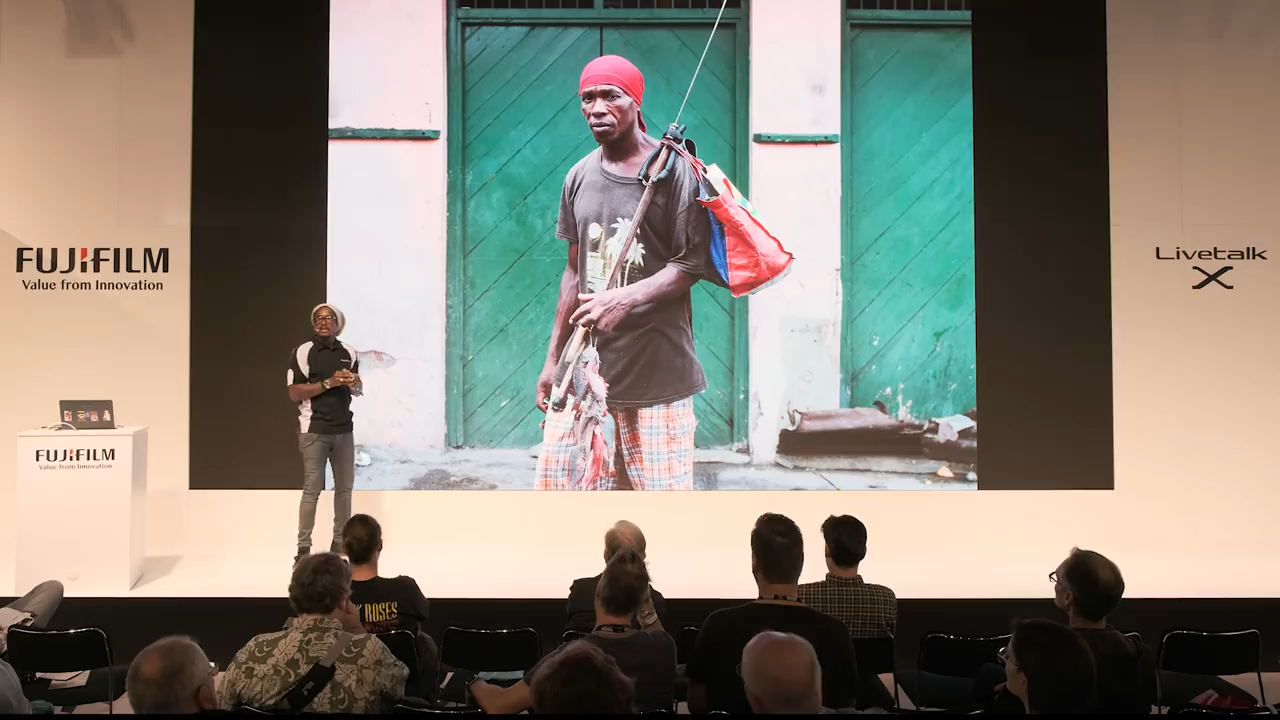 FUJIFILM
Value from Innovation
Livetalk
X
FUJIFILM
Value from Innovation
ROSES